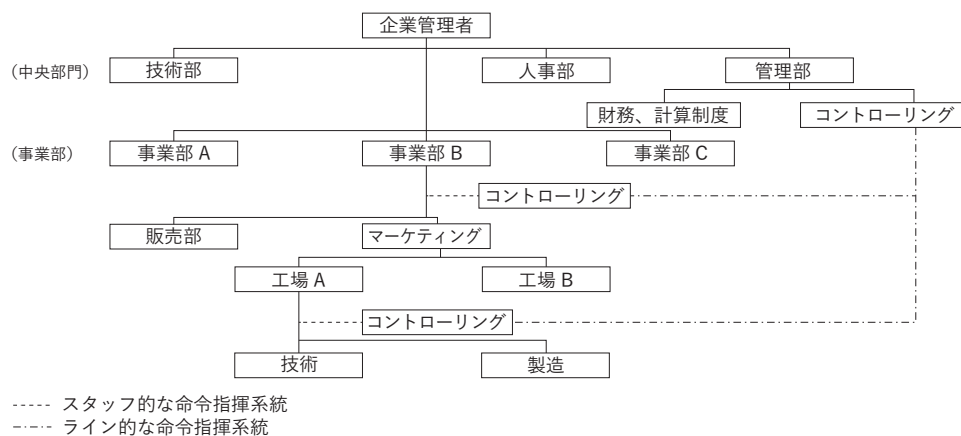 企業管理者
（中央部門）
技術部
人事部
管理部
財務、計算制度
コントローリング
（事業部）
事業部 A
事業部 B
事業部 C
コントローリング
販売部
マーケティング
工場 A
工場 B
コントローリング
技術
製造
スタッフ的な命令指揮系統
ライン的な命令指揮系統